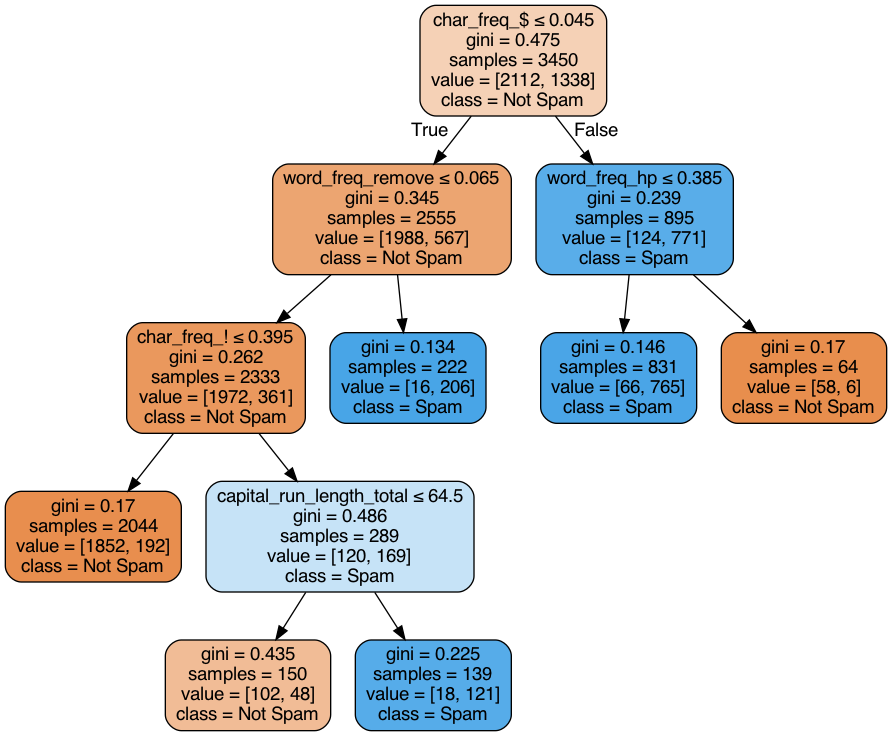 char_freq_$ ≤ 0.045
gini = 0.475
samples = 3450
value = [2112, 1338]
class = Not Spam
True
False
word_freq_remove ≤ 0.065
gini = 0.345
samples = 2555
value = [1988, 567]
class = Not Spam
word_freq_hp ≤ 0.385
gini = 0.239
samples = 895
value = [124, 771]
class = Spam
char_freq_! ≤ 0.395
gini = 0.262
samples = 2333
value = [1972, 361]
class = Not Spam
gini = 0.134
samples = 222
value = [16, 206]
class = Spam
gini = 0.146
samples = 831
value = [66, 765]
class = Spam
gini = 0.17
samples = 64
value = [58, 6]
class = Not Spam
gini = 0.17
samples = 2044
value = [1852, 192]
class = Not Spam
capital_run_length_total ≤ 64.5
gini = 0.486
samples = 289
value = [120, 169]
class = Spam
gini = 0.435
samples = 150
value = [102, 48]
class = Not Spam
gini = 0.225
samples = 139
value = [18, 121]
class = Spam